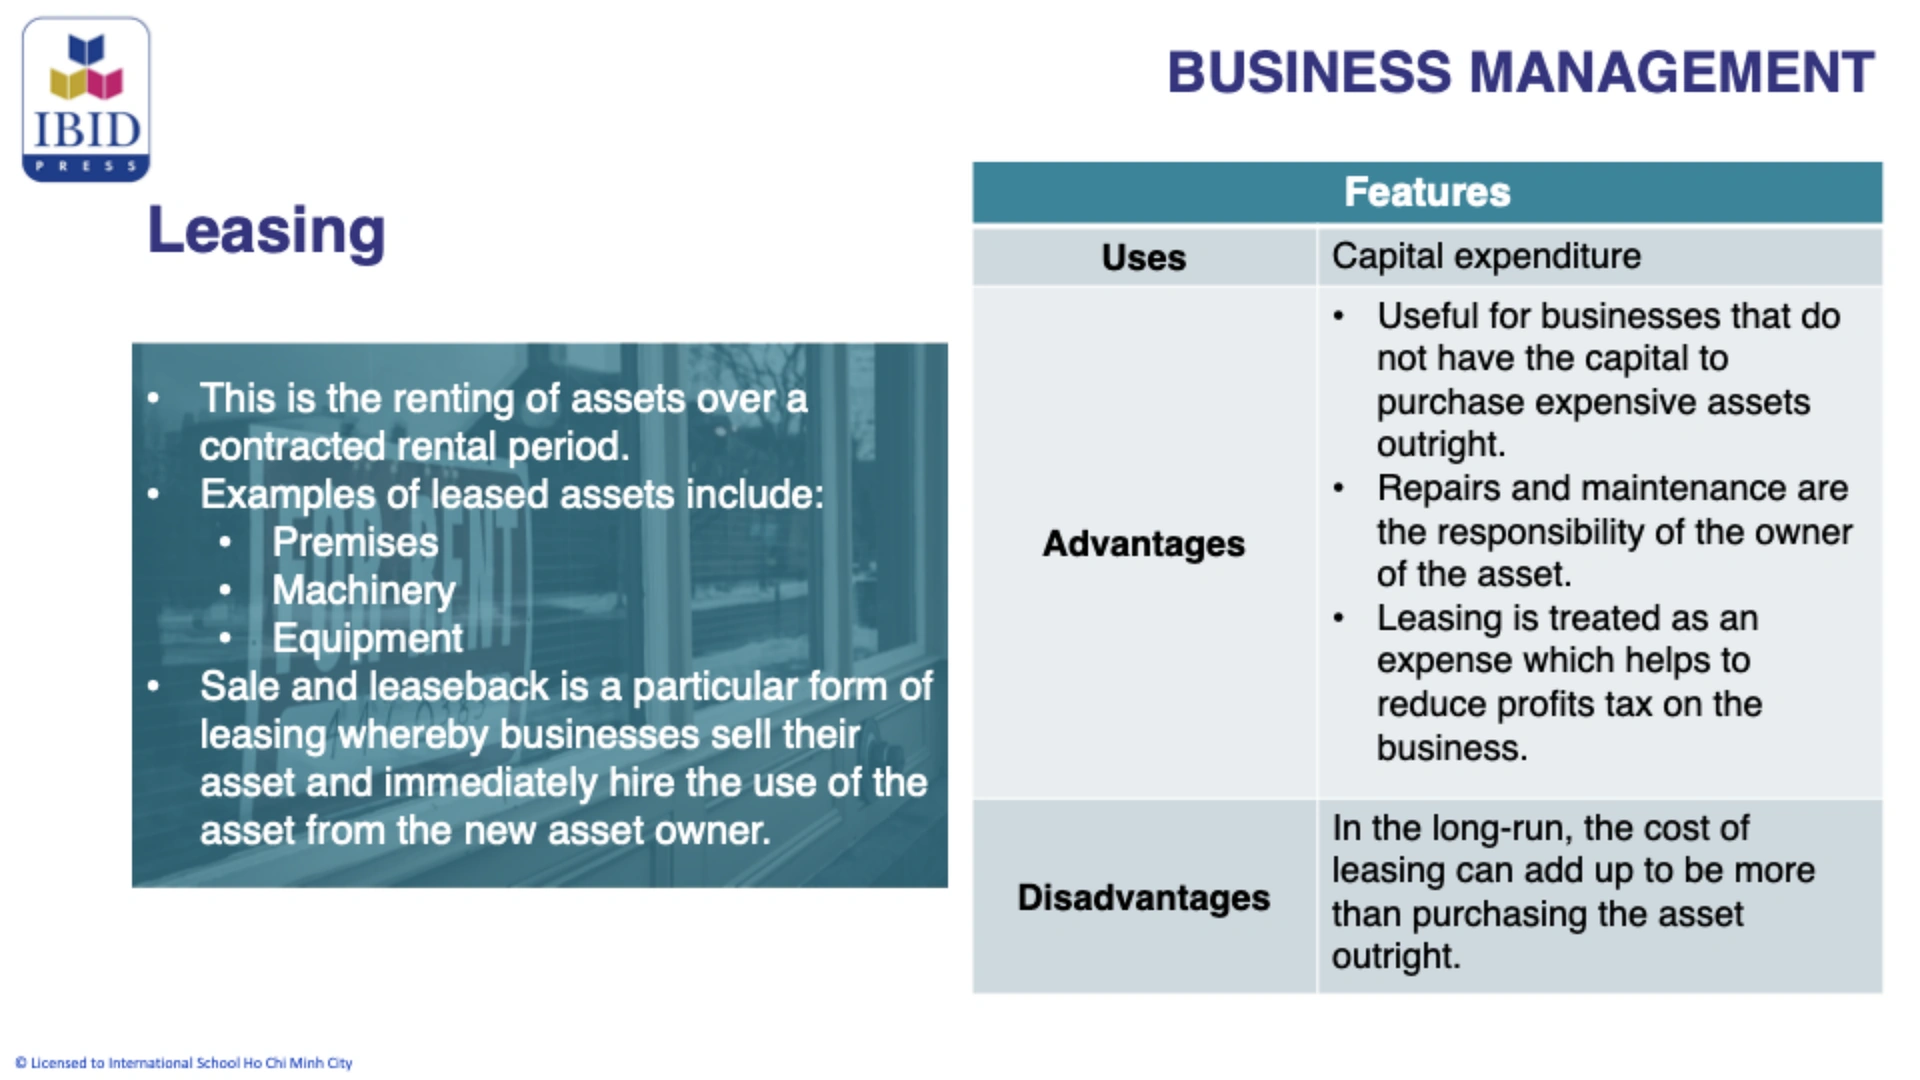 IBID
PRESS
BUSINESS MANAGEMENT
Leasing
• This is the renting of assets over a
contracted rental period.
• Examples of leased assets include:
• Premises
• Machinery
• Equipment
• Sale and leaseback is a particular form of
leasing whereby businesses sell their
asset and immediately hire the use of the
asset from the new asset owner.
FOR RENT
Features
Uses
Capital expenditure
Advantages
• Useful for businesses that do
not have the capital to
purchase expensive assets
outright.
• Repairs and maintenance are
the responsibility of the owner
of the asset.
• Leasing is treated as an
expense which helps to
reduce profits tax on the
business.
Disadvantages
In the long-run, the cost of
leasing can add up to be more
than purchasing the asset
outright.
© Licensed to International School Ho Chi Minh City